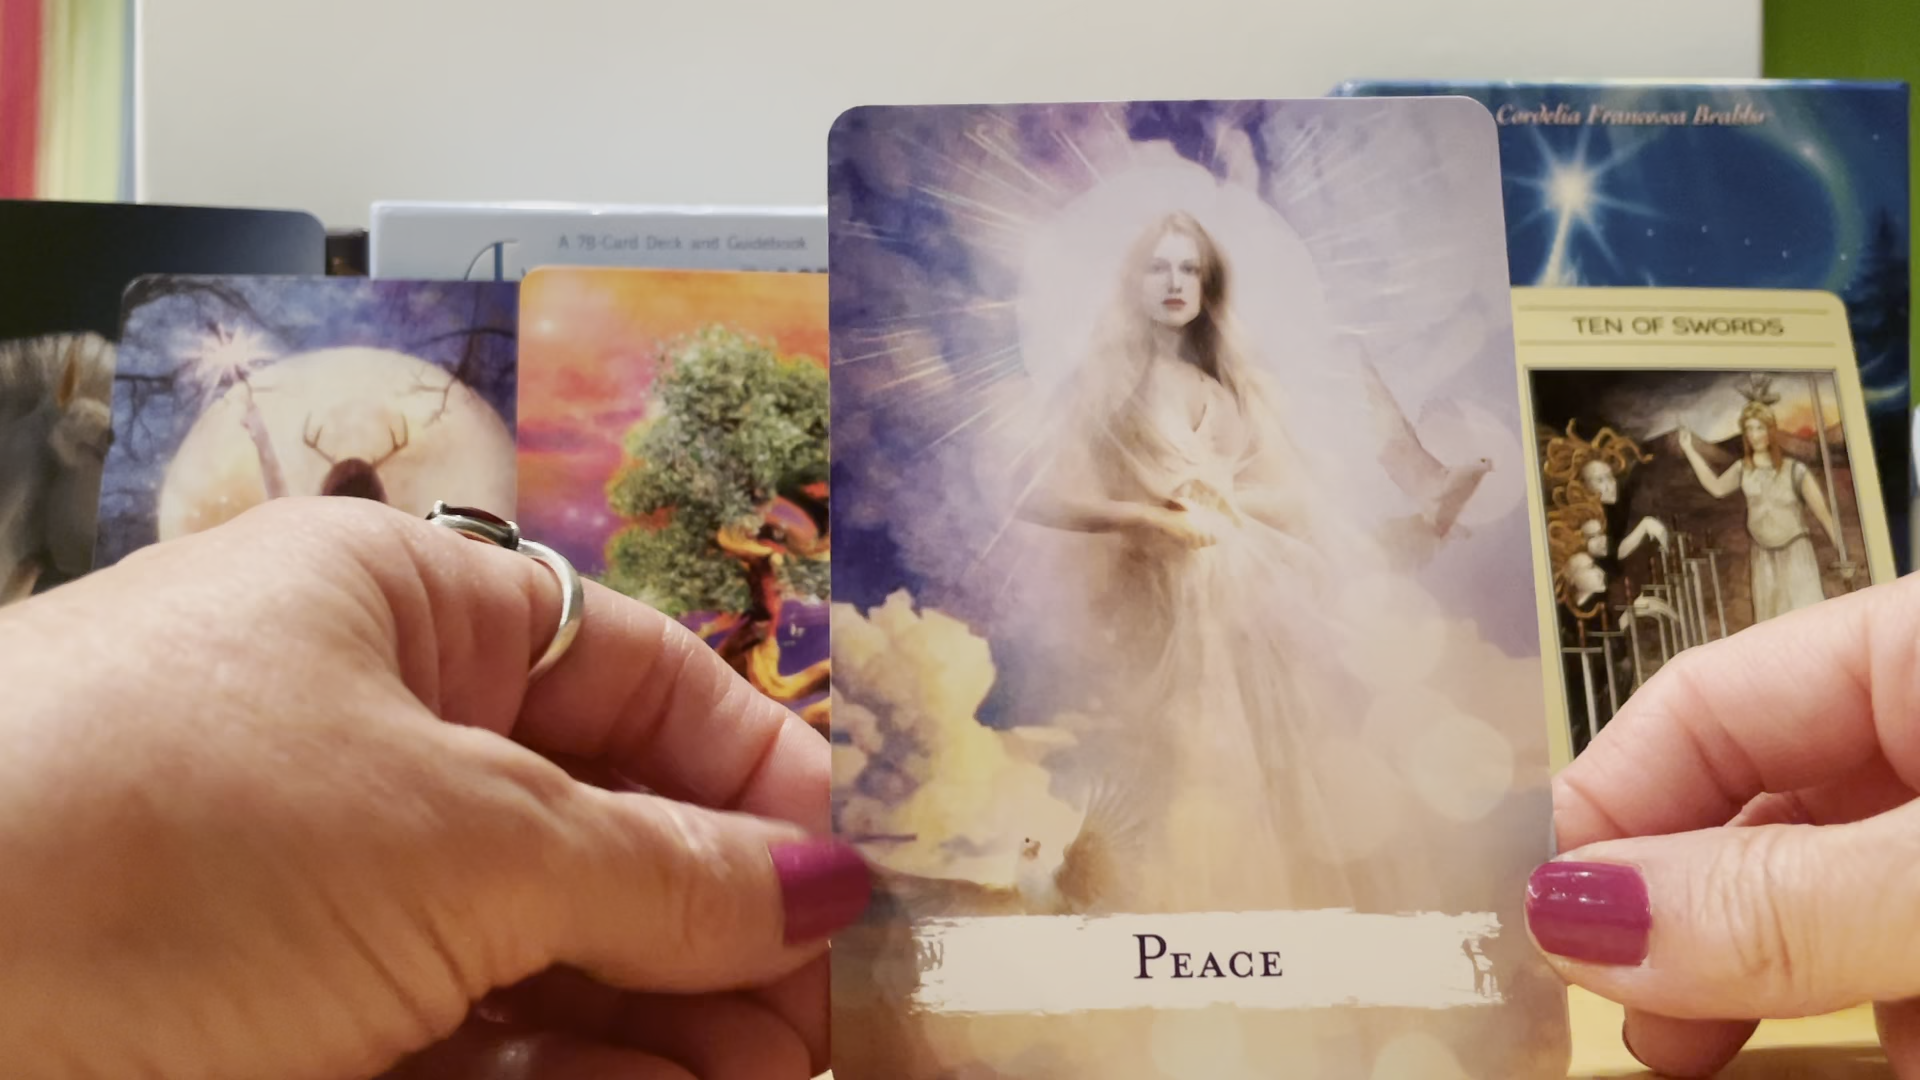 Cordelia Francesca Brabbs
A 78-Card Deck and Guidebook
TEN OF SWORDS
PEACE